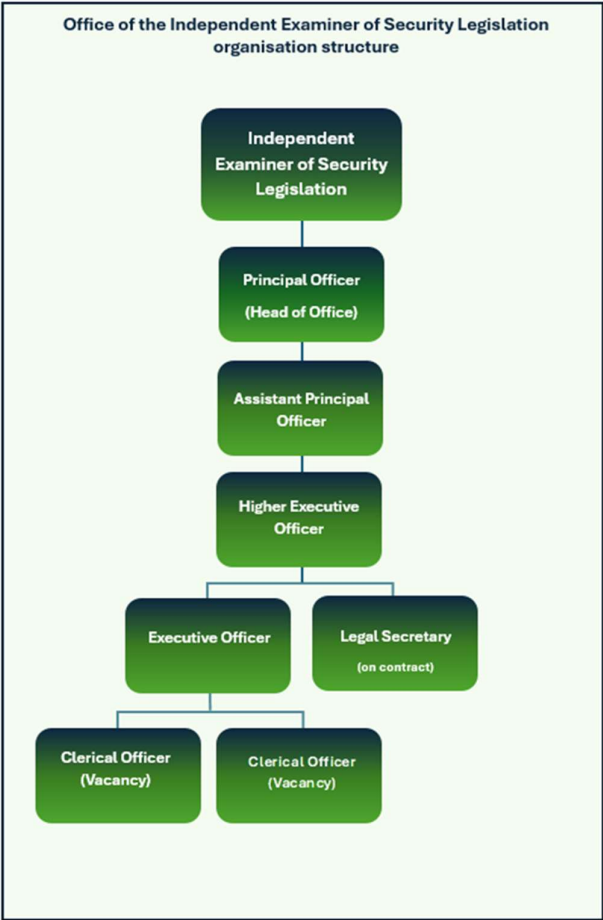 Office of the Independent Examiner of Security Legislation
organisation structure
Independent
Examiner of Security
Legislation
Principal Officer
(Head of Office)
Assistant Principal
Officer
Higher Executive
Officer
Executive Officer
Legal Secretary
(on contract)
Clerical Officer
(Vacancy)
Clerical Officer
(Vacancy)